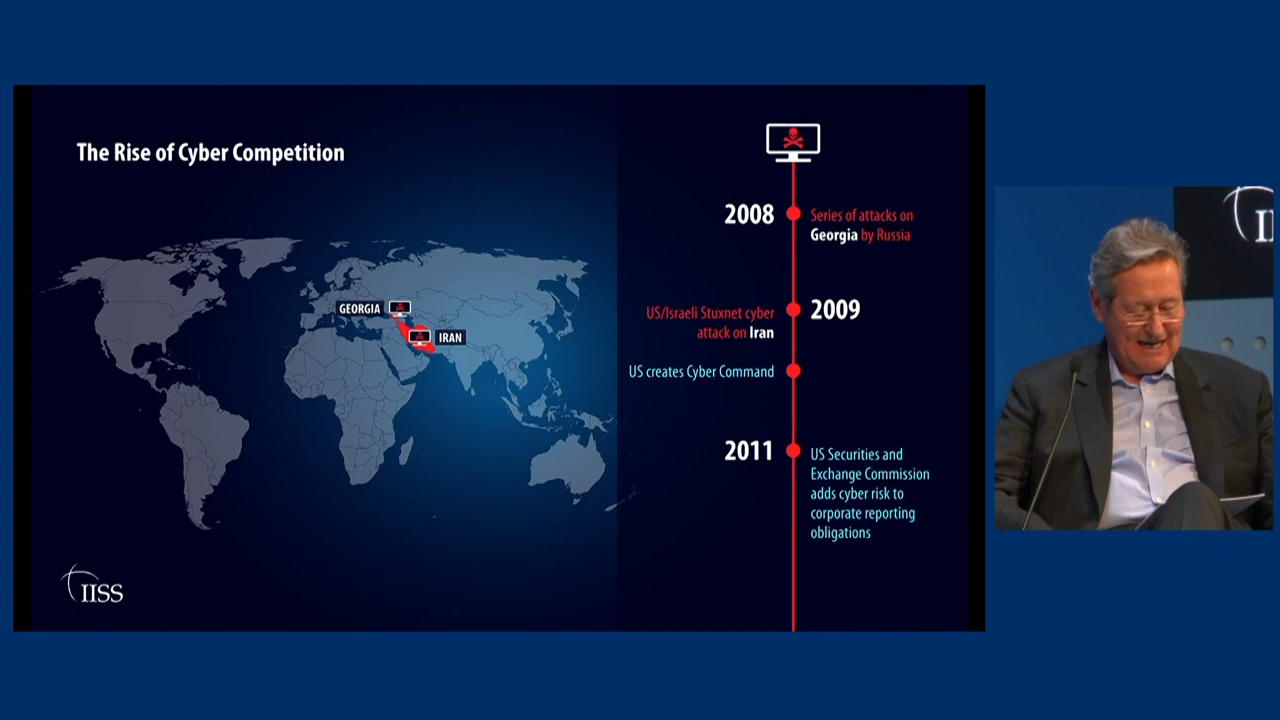 The Rise of Cyber Competition
GEORGIA
IRAN
IISS
2008
Series of attacks on
Georgia by Russia
US/Israeli Stuxnet cyber
attack on Iran
2009
US creates Cyber Command
2011
US Securities and
Exchange Commission
adds cyber risk to
corporate reporting
obligations